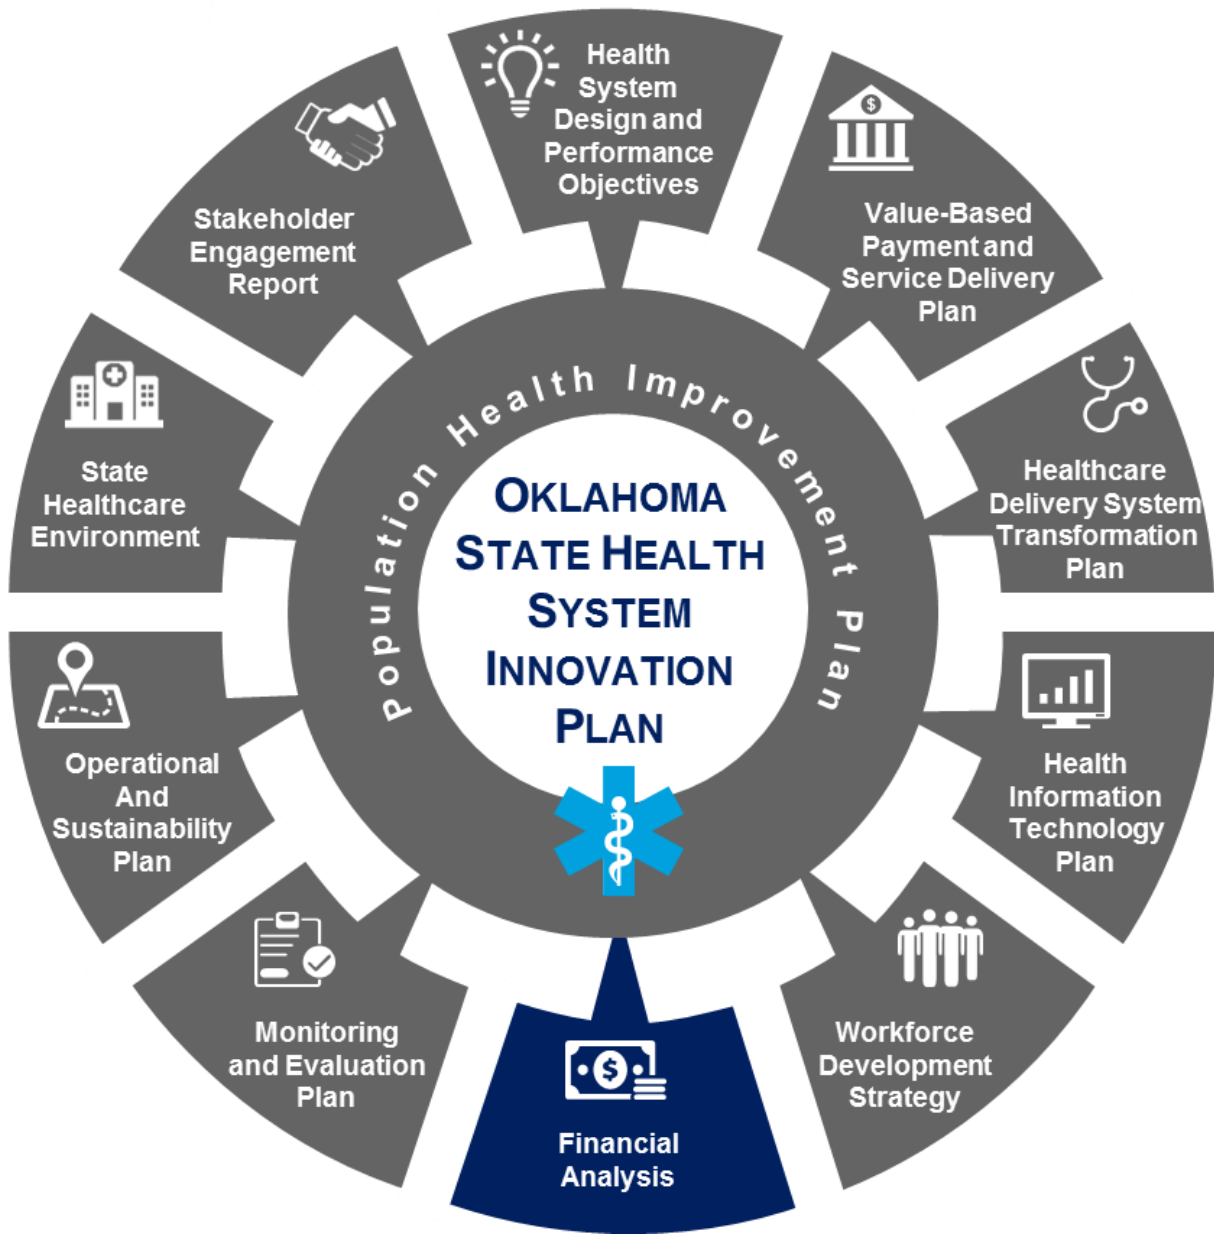 Health
System
Design and
Performance
Objectives
$
Value-Based
Payment and
Service Delivery
Plan
Healthcare
Delivery System
Transformation
Plan
Health
Information
Technology
Plan
Workforce
Development
Strategy
$
Financial
Analysis
Monitoring
and Evaluation
Plan
Operational
And
Sustainability
Plan
State
Healthcare
Environment
Stakeholder
Engagement
Report
Population Health Improvement Plan
OKLAHOMA
STATE HEALTH
SYSTEM
INNOVATION
PLAN